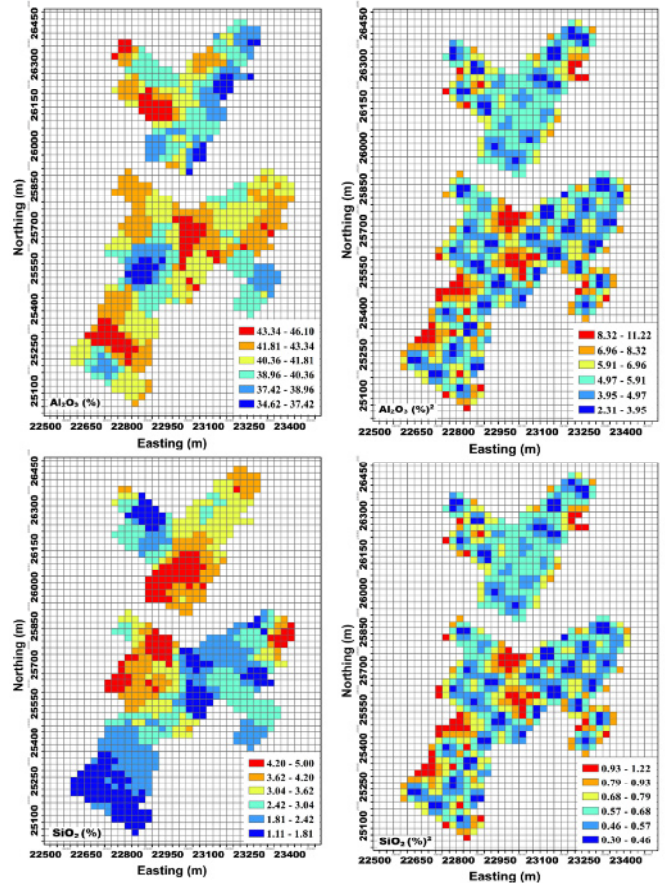 26450
26300
26150
26000
25850
25700
25550
25400
25250
25100
Northing (m)
43.34 - 46.10
41.81 - 43.34
40.36 - 41.81
38.96 - 40.36
37.42 - 38.96
34.62 - 37.42
Al₂O₃ (%)
22500 22800 22950 23100 23250 23400
Easting (m)
26450
26300
26150
26000
25850
25700
25550
25400
25250
25100
Northing (m)
8.32 - 11.22
6.96 - 8.32
5.91 - 6.96
4.97 - 5.91
3.95 - 4.97
2.31 - 3.95
Al₂O₃ (%)²
22500 22800 22950 23100 23250 23400
Easting (m)
26450
26300
26150
26000
25850
25700
25550
25400
25250
25100
Northing (m)
4.20 - 5.00
3.62 - 4.20
3.04 - 3.62
2.42 - 3.04
1.81 - 2.42
1.11 - 1.81
SiO₂ (%)
22500 22800 22950 23100 23250 23400
Easting (m)
26450
26300
26150
26000
25850
25700
25550
25400
25250
25100
Northing (m)
0.93 - 1.22
0.79 - 0.93
0.68 - 0.79
0.57 - 0.68
0.46 - 0.57
0.30 - 0.46
SiO₂ (%)²
22500 22800 22950 23100 23250 23400
Easting (m)